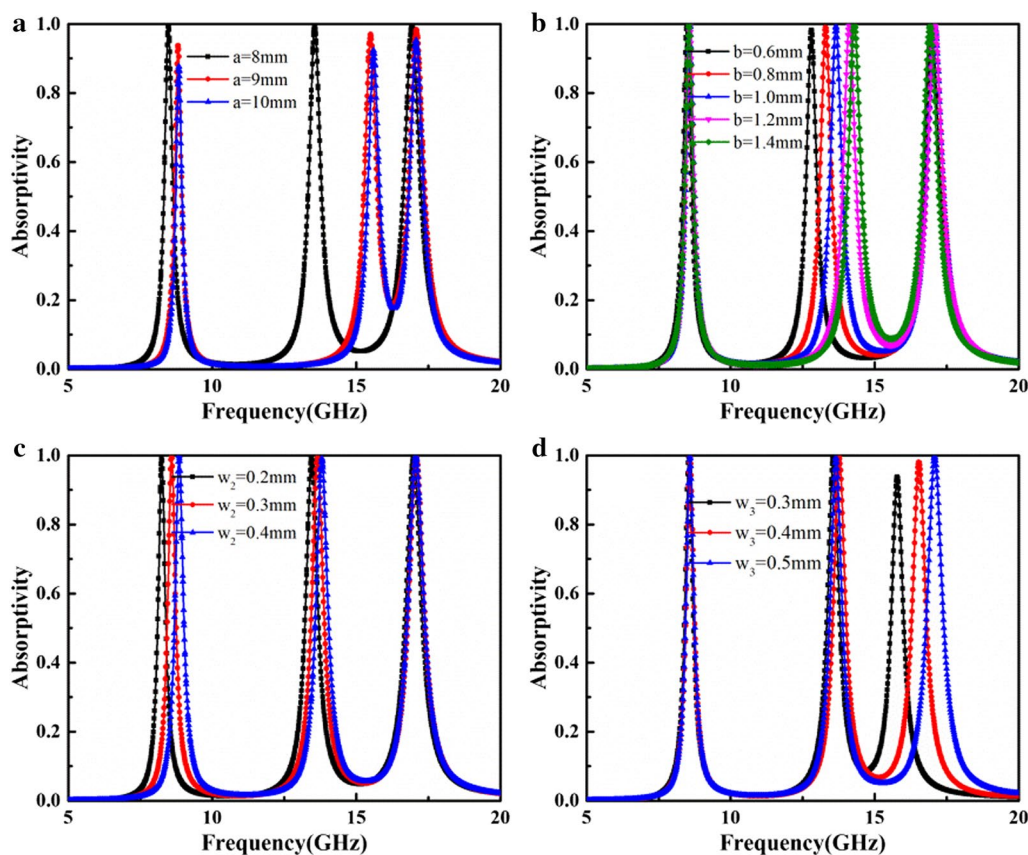 a
1.0
0.8
0.6
0.4
0.2
0.0
Absorptivity
a=8mm
a=9mm
a=10mm
5
10
15
20
Frequency(GHz)
b
1.0
0.8
0.6
0.4
0.2
0.0
Absorptivity
b=0.6mm
b=0.8mm
b=1.0mm
b=1.2mm
b=1.4mm
5
10
15
20
Frequency(GHz)
c
1.0
0.8
0.6
0.4
0.2
0.0
Absorptivity
w₂=0.2mm
w₂=0.3mm
w₂=0.4mm
5
10
15
20
Frequency(GHz)
d
1.0
0.8
0.6
0.4
0.2
0.0
Absorptivity
w₃=0.3mm
w₃=0.4mm
w₃=0.5mm
5
10
15
20
Frequency(GHz)